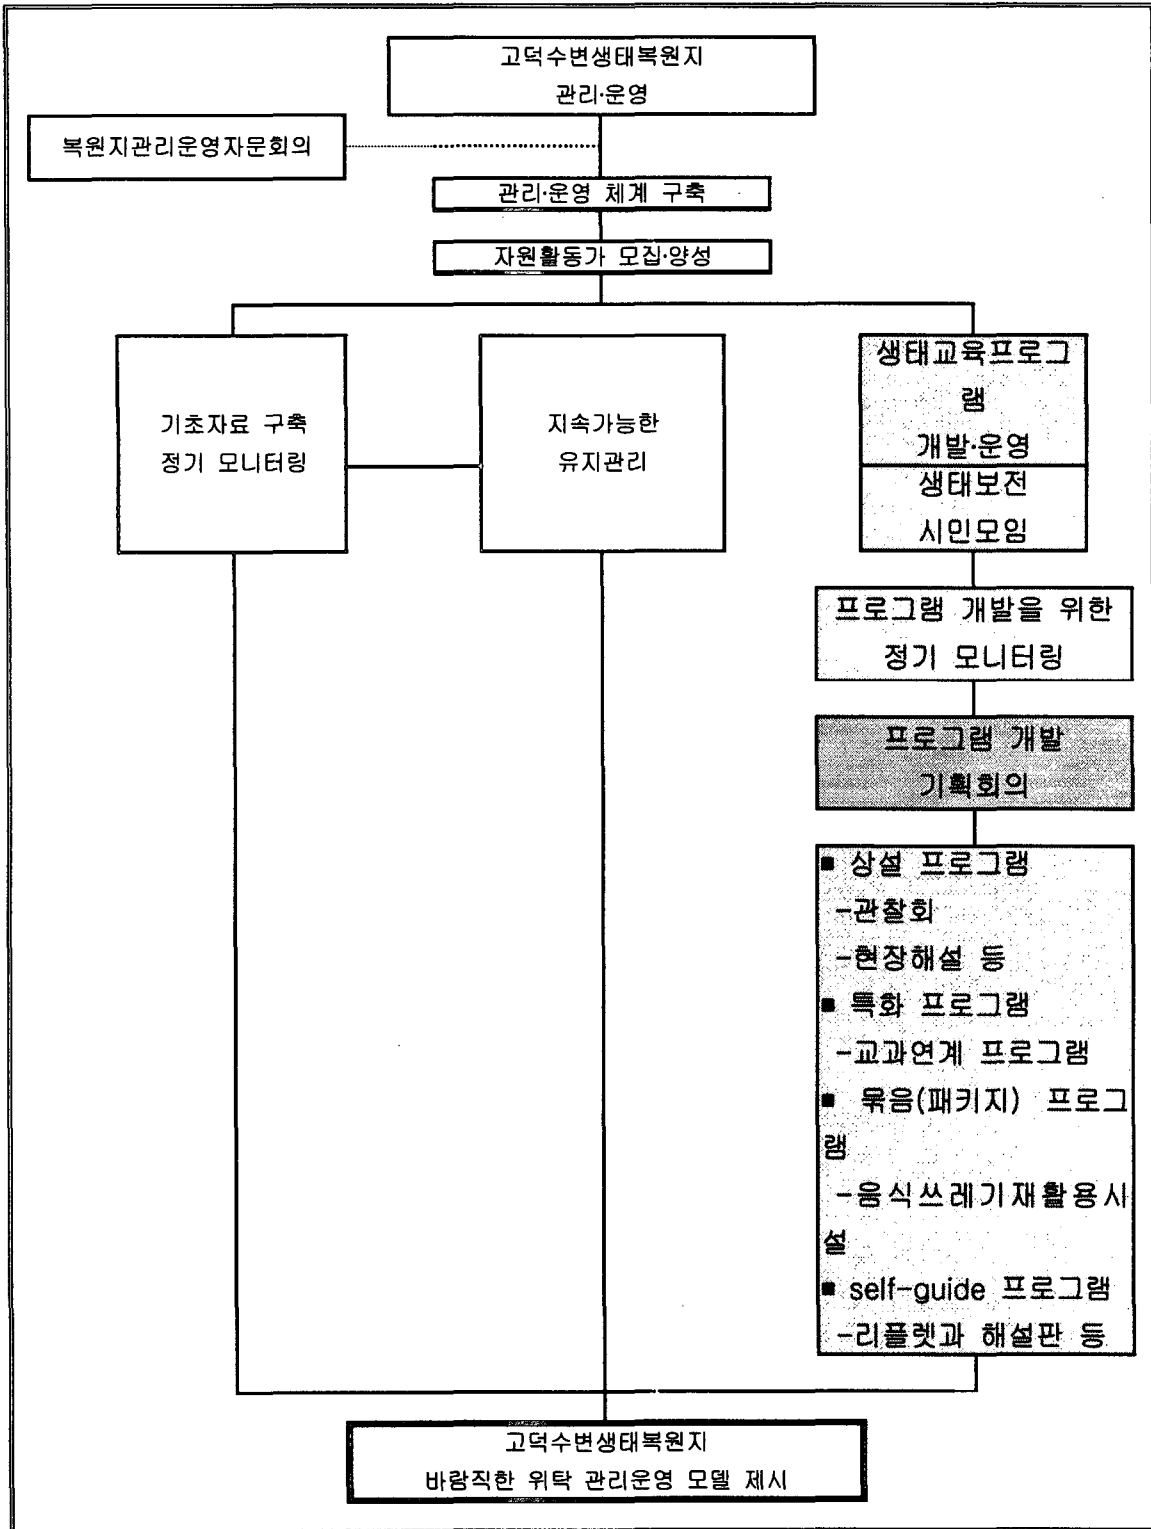 고덕수변생태복원지
관리·운영
복원지관리운영자문회의
관리·운영 체계 구축
자원활동가 모집·양성
기초자료 구축
정기 모니터링
지속가능한
유지관리
생태교육프로그
램
개발·운영
생태보전
시민모임
프로그램 개발을 위한
정기 모니터링
프로그램 개발
기획회의
■ 상설 프로그램
-관찰회
-현장해설 등
■ 특화 프로그램
-교과연계 프로그램
■ 묶음(패키지) 프로그
램
-음식쓰레기재활용시
설
■ self-guide 프로그램
-리플렛과 해설판 등
고덕수변생태복원지
바람직한 위탁 관리운영 모델 제시